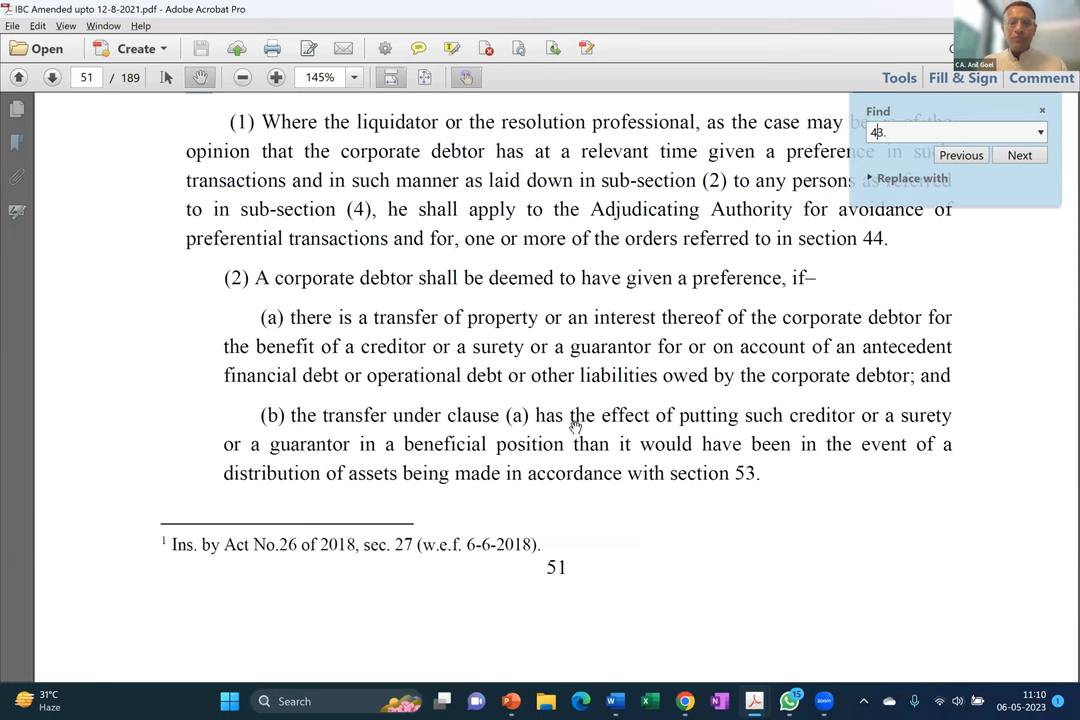 IBC Amended upto 12-8-2021.pdf - Adobe Acrobat Pro
File Edit View Window Help
Open Create
51 / 189 145% Tools Fill & Sign Comment
C.A. Anil Goel
Find
43.
Previous Next
Replace with
(1) Where the liquidator or the resolution professional, as the case may be of the
opinion that the corporate debtor has at a relevant time given a preference in such
transactions and in such manner as laid down in sub-section (2) to any persons as referred
to in sub-section (4), he shall apply to the Adjudicating Authority for avoidance of
preferential transactions and for, one or more of the orders referred to in section 44.
(2) A corporate debtor shall be deemed to have given a preference, if–
(a) there is a transfer of property or an interest thereof of the corporate debtor for
the benefit of a creditor or a surety or a guarantor for or on account of an antecedent
financial debt or operational debt or other liabilities owed by the corporate debtor; and
(b) the transfer under clause (a) has the effect of putting such creditor or a surety
or a guarantor in a beneficial position than it would have been in the event of a
distribution of assets being made in accordance with section 53.
1 Ins. by Act No.26 of 2018, sec. 27 (w.e.f. 6-6-2018).
51
31°C
Haze
Search
15
zoom
11:10
06-05-2023